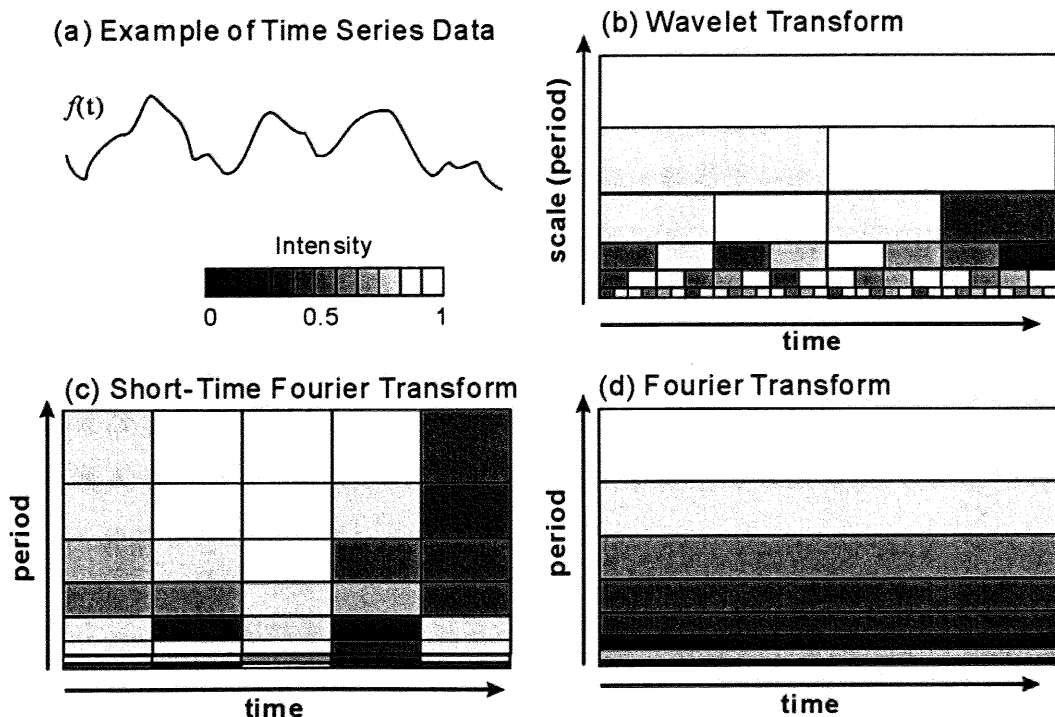 (a) Example of Time Series Data
f(t)
Intensity
0 0.5 1
(b) Wavelet Transform
scale (period)
time
(c) Short-Time Fourier Transform
period
time
(d) Fourier Transform
period
time